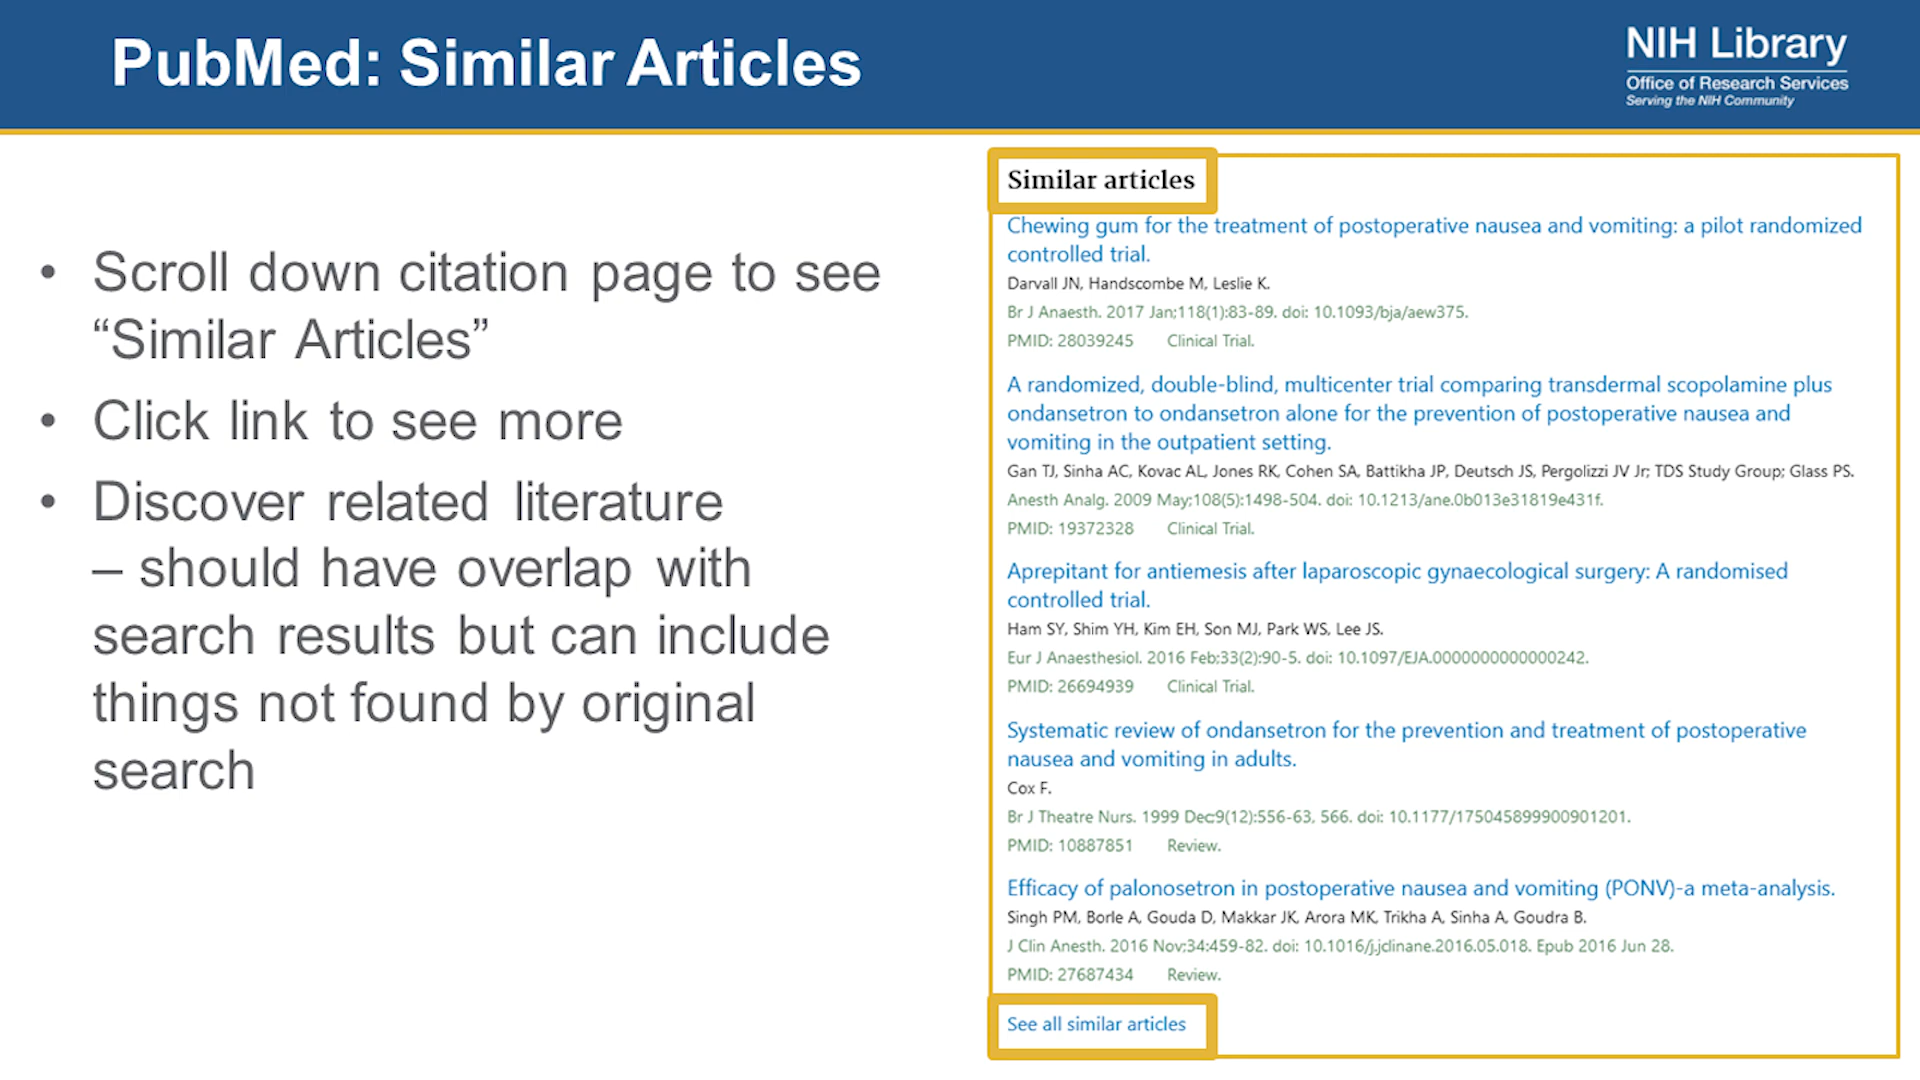 PubMed: Similar Articles
NIH Library
Office of Research Services
Serving the NIH Community
• Scroll down citation page to see
“Similar Articles”
• Click link to see more
• Discover related literature
– should have overlap with
search results but can include
things not found by original
search
Similar articles
Chewing gum for the treatment of postoperative nausea and vomiting: a pilot randomized
controlled trial.
Darvall JN, Handscombe M, Leslie K.
Br J Anaesth. 2017 Jan;118(1):83-89. doi: 10.1093/bja/aew375.
PMID: 28039245 Clinical Trial.
A randomized, double-blind, multicenter trial comparing transdermal scopolamine plus
ondansetron to ondansetron alone for the prevention of postoperative nausea and
vomiting in the outpatient setting.
Gan TJ, Sinha AC, Kovac AL, Jones RK, Cohen SA, Battikha JP, Deutsch JS, Pergolizzi JV Jr; TDS Study Group; Glass PS.
Anesth Analg. 2009 May;108(5):1498-504. doi: 10.1213/ane.0b013e31819e431f.
PMID: 19372328 Clinical Trial.
Aprepitant for antiemesis after laparoscopic gynaecological surgery: A randomised
controlled trial.
Ham SY, Shim YH, Kim EH, Son MJ, Park WS, Lee JS.
Eur J Anaesthesiol. 2016 Feb;33(2):90-5. doi: 10.1097/EJA.0000000000000242.
PMID: 26694939 Clinical Trial.
Systematic review of ondansetron for the prevention and treatment of postoperative
nausea and vomiting in adults.
Cox F.
Br J Theatre Nurs. 1999 Dec;9(12):556-63, 566. doi: 10.1177/175045899900901201.
PMID: 10887851 Review.
Efficacy of palonosetron in postoperative nausea and vomiting (PONV)-a meta-analysis.
Singh PM, Borle A, Gouda D, Makkar JK, Arora MK, Trikha A, Sinha A, Goudra B.
J Clin Anesth. 2016 Nov;34:459-82. doi: 10.1016/j.jclinane.2016.05.018. Epub 2016 Jun 28.
PMID: 27687434 Review.
See all similar articles